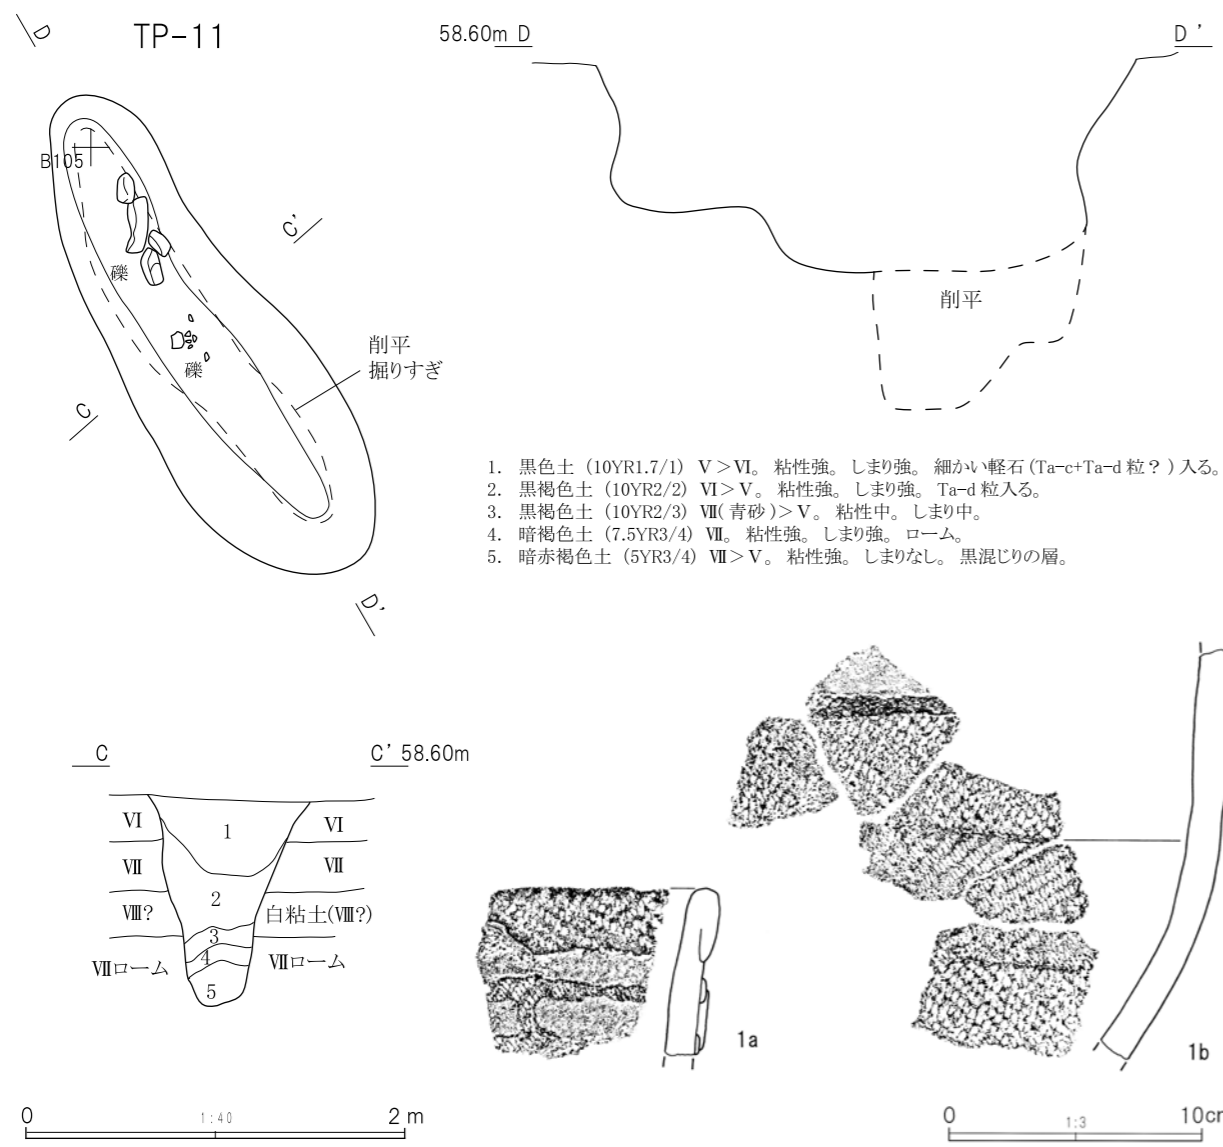 D
TP-11
58.60m D
D'
B105
C'
礫
礫
削平
掘りすぎ
C
D'
削平
1. 黒色土 (10YR1.7/1) Ⅴ＞Ⅵ。 粘性強。 しまり強。 細かい軽石(Ta-c+Ta-d 粒？)入る。
2. 黒褐色土 (10YR2/2) Ⅵ＞Ⅴ。 粘性強。 しまり強。 Ta-d 粒入る。
3. 黒褐色土 (10YR2/3) Ⅶ(青砂)＞Ⅴ。 粘性中。 しまり中。
4. 暗褐色土 (7.5YR3/4) Ⅶ。 粘性強。 しまり強。 ローム。
5. 暗赤褐色土 (5YR3/4) Ⅶ＞Ⅴ。 粘性強。 しまりなし。 黒混じりの層。
C
C' 58.60m
Ⅵ 1 Ⅵ
Ⅶ Ⅶ
2
Ⅷ? 白粘土(Ⅷ?)
3
4
Ⅶローム Ⅶローム
5
1a
1b
0 1:40 2 m
0 1:3 10cm